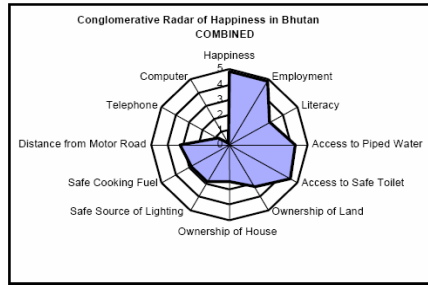 Conglomerative Radar of Happiness in Bhutan
COMBINED
Happiness
Computer
Employment
Telephone
Literacy
Distance from Motor Road
Access to Piped Water
Safe Cooking Fuel
Access to Safe Toilet
Safe Source of Lighting
Ownership of Land
Ownership of House
5
4
3
2
1
0